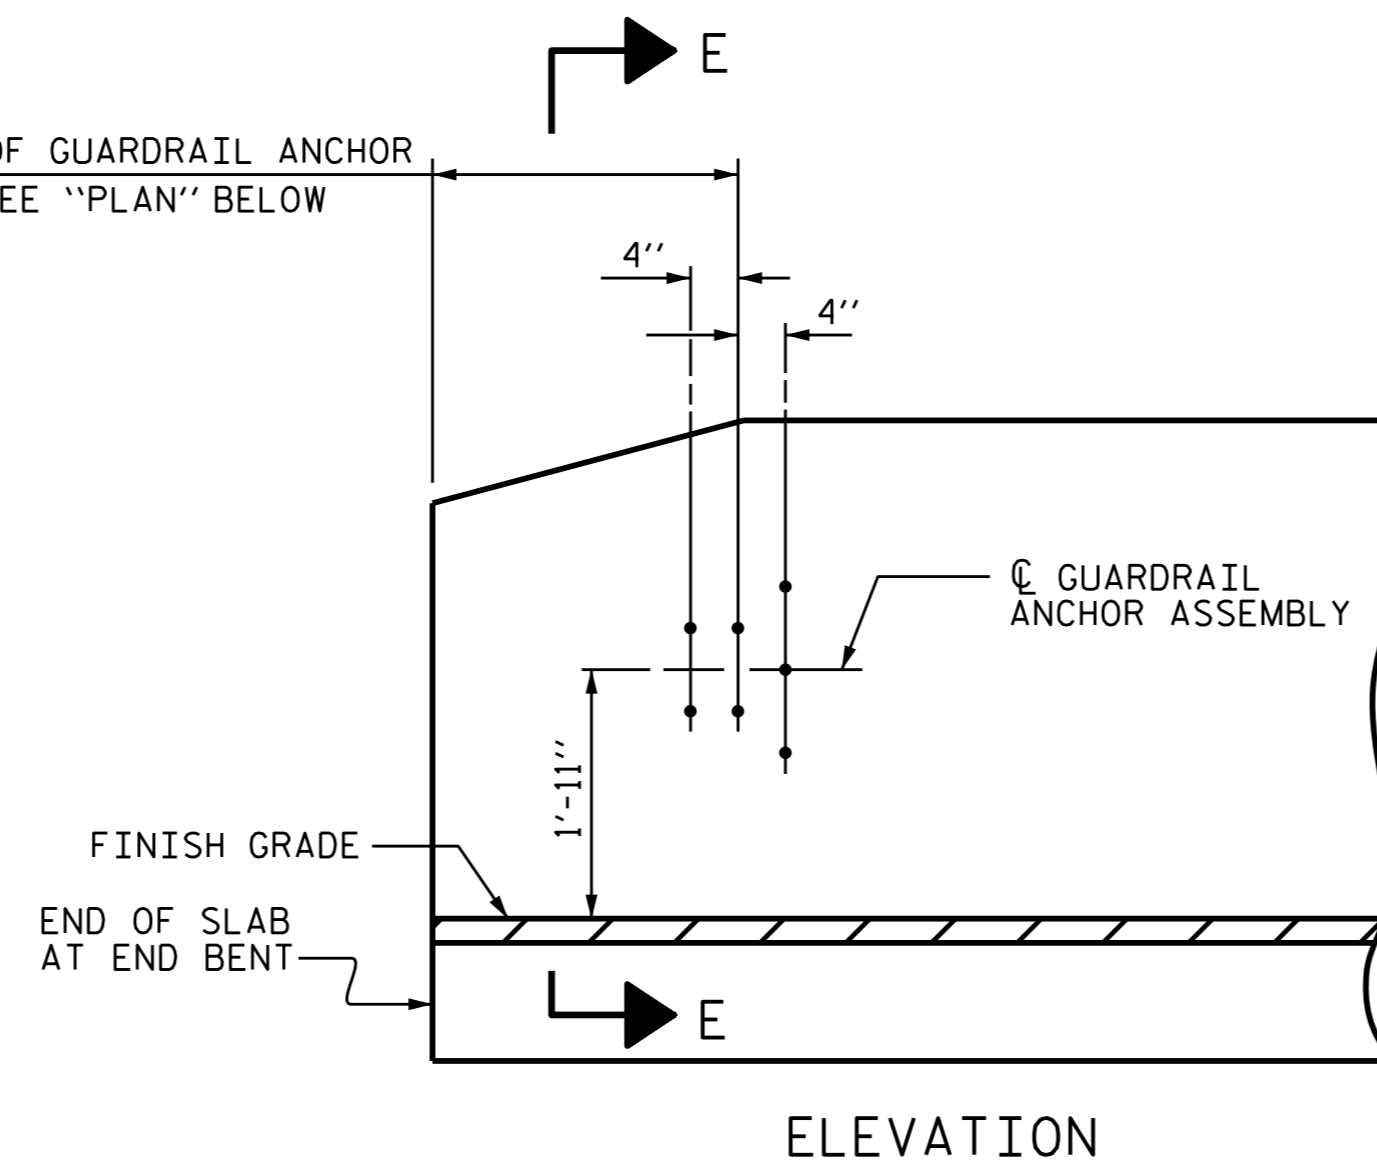 E
OF GUARDRAIL ANCHOR
EE "PLAN" BELOW
4"
4"
℄ GUARDRAIL
ANCHOR ASSEMBLY
1'-11"
FINISH GRADE
END OF SLAB
AT END BENT
E
ELEVATION